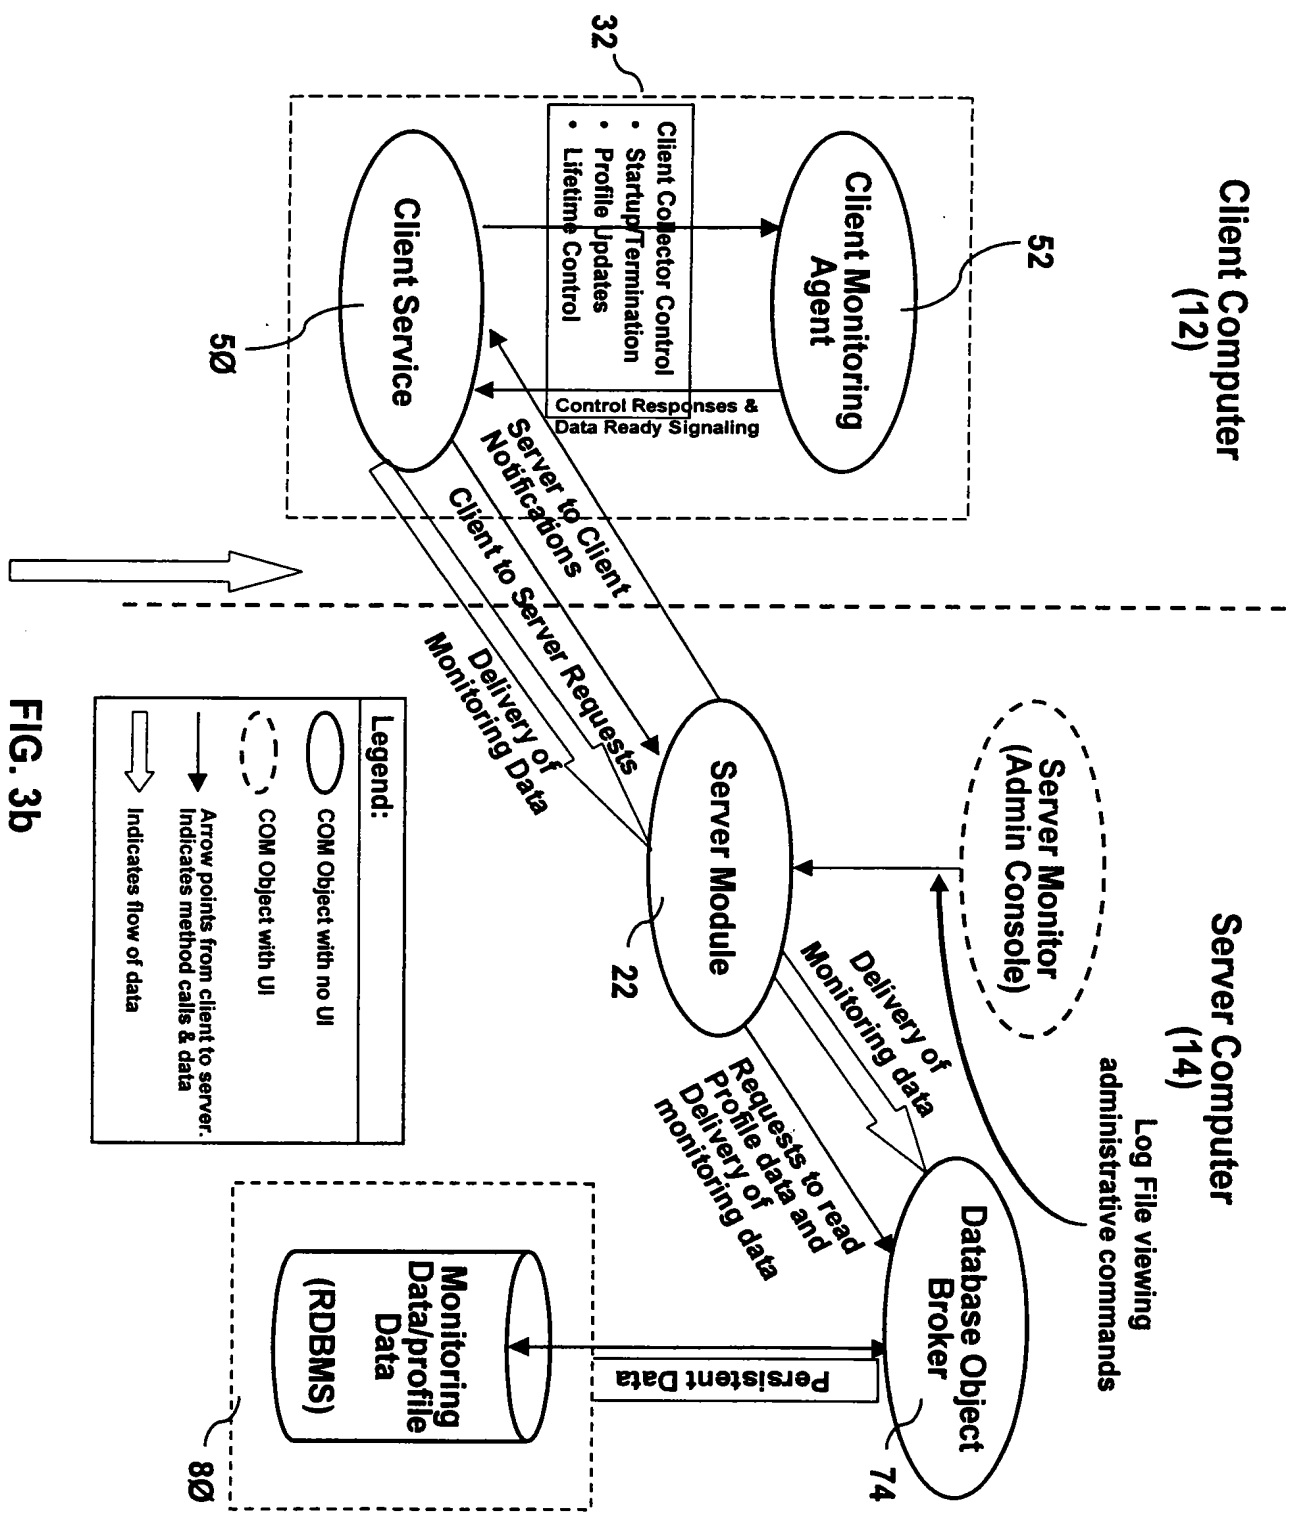 Client Computer
(12)
Server Computer
(14)
52
32
Client Monitoring
Agent
Client Collector Control
• Startup/Termination
• Profile Updates
• Lifetime Control
Control Responses &
Data Ready Signaling
Client Service
5Ø
Server to Client
Notifications
Client to Server Requests
Delivery of
Monitoring Data
Server Monitor
(Admin Console)
Log File viewing
administrative commands
Server Module
22
Delivery of
Monitoring data
Requests to read
Profile data and
Delivery of
monitoring data
Database Object
Broker
74
Persistent Data
Monitoring
Data/profile
Data
(RDBMS)
8Ø
Legend:
COM Object with no UI
COM Object with UI
Arrow points from client to server.
Indicates method calls & data
Indicates flow of data
FIG. 3b